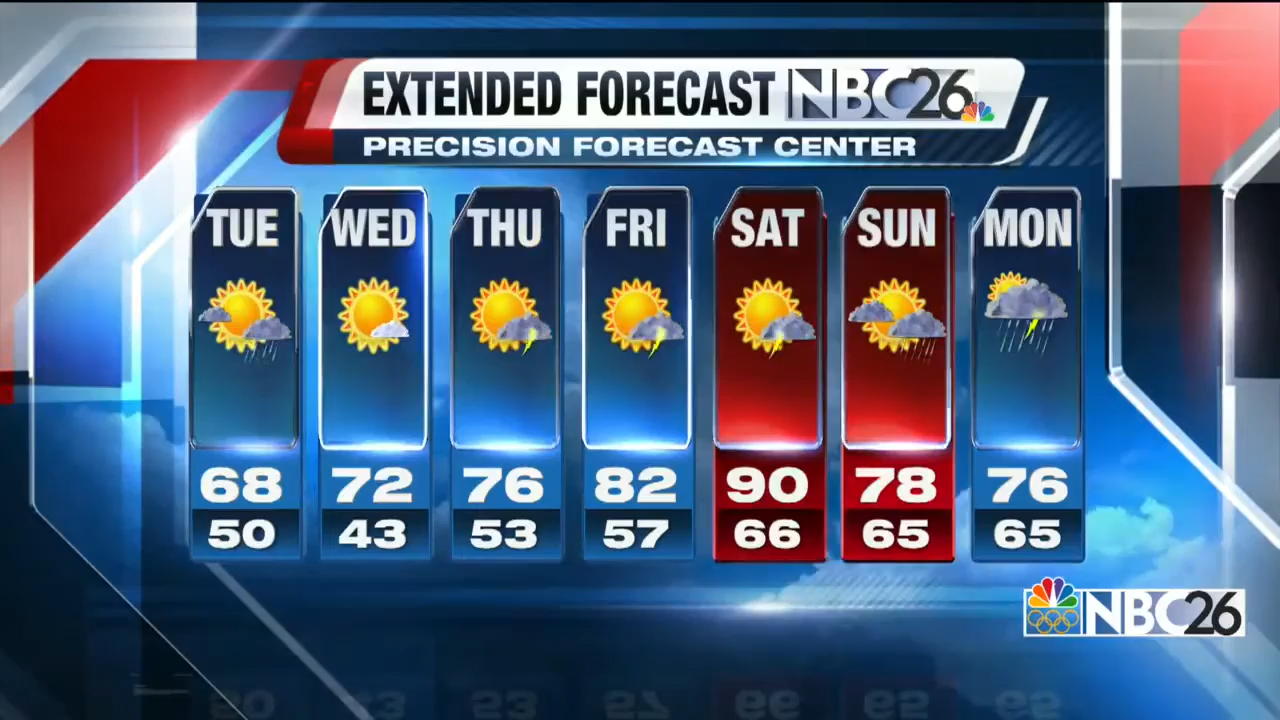 EXTENDED FORECAST NBC26
PRECISION FORECAST CENTER
TUE WED THU FRI SAT SUN MON
68 72 76 82 90 78 76
50 43 53 57 66 65 65
NBC26